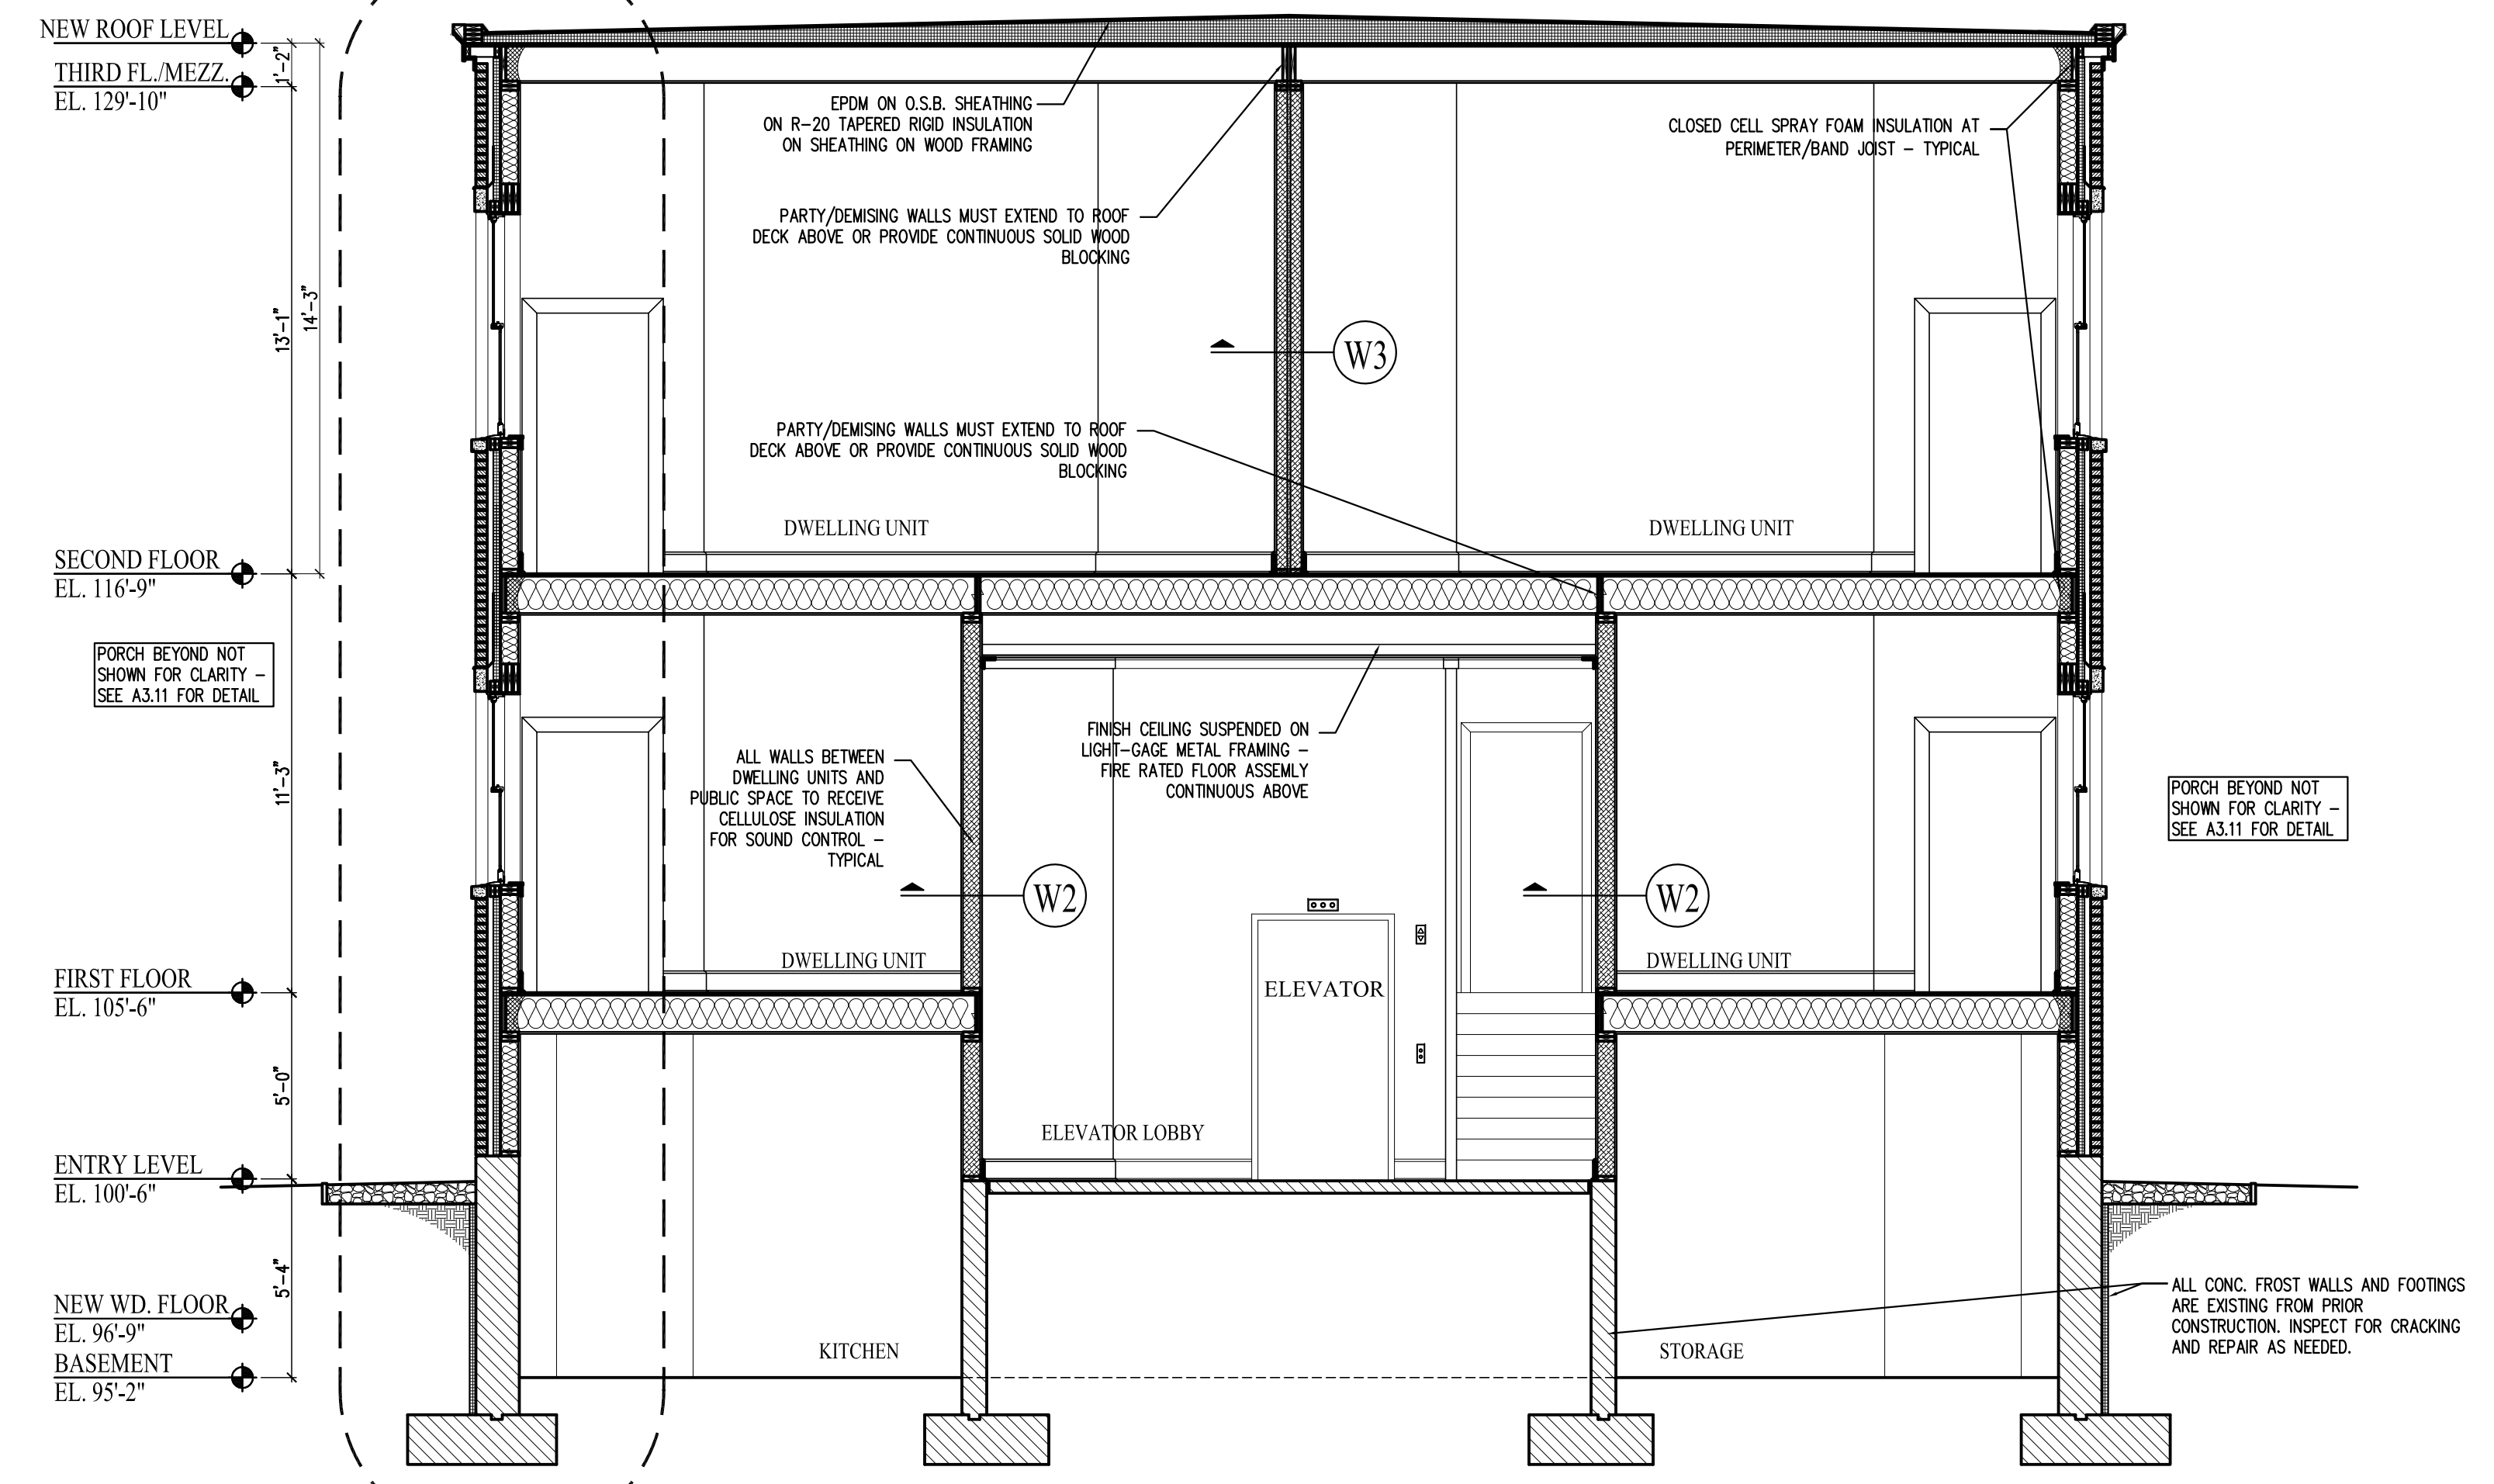 NEW ROOF LEVEL
THIRD FL./MEZZ.
EL. 129'-10"
1'-2"
13'-1"
14'-3"
EPDM ON O.S.B. SHEATHING
ON R-20 TAPERED RIGID INSULATION
ON SHEATHING ON WOOD FRAMING
CLOSED CELL SPRAY FOAM INSULATION AT
PERIMETER/BAND JOIST - TYPICAL
PARTY/DEMISING WALLS MUST EXTEND TO ROOF
DECK ABOVE OR PROVIDE CONTINUOUS SOLID WOOD
BLOCKING
W3
PARTY/DEMISING WALLS MUST EXTEND TO ROOF
DECK ABOVE OR PROVIDE CONTINUOUS SOLID WOOD
BLOCKING
DWELLING UNIT
DWELLING UNIT
SECOND FLOOR
EL. 116'-9"
PORCH BEYOND NOT
SHOWN FOR CLARITY -
SEE A3.11 FOR DETAIL
11'-3"
ALL WALLS BETWEEN
DWELLING UNITS AND
PUBLIC SPACE TO RECEIVE
CELLULOSE INSULATION
FOR SOUND CONTROL -
TYPICAL
FINISH CEILING SUSPENDED ON
LIGHT-GAGE METAL FRAMING -
FIRE RATED FLOOR ASSEMLY
CONTINUOUS ABOVE
PORCH BEYOND NOT
SHOWN FOR CLARITY -
SEE A3.11 FOR DETAIL
W2
W2
DWELLING UNIT
DWELLING UNIT
ELEVATOR
FIRST FLOOR
EL. 105'-6"
5'-0"
ELEVATOR LOBBY
ENTRY LEVEL
EL. 100'-6"
5'-4"
NEW WD. FLOOR
EL. 96'-9"
BASEMENT
EL. 95'-2"
KITCHEN
STORAGE
ALL CONC. FROST WALLS AND FOOTINGS
ARE EXISTING FROM PRIOR
CONSTRUCTION. INSPECT FOR CRACKING
AND REPAIR AS NEEDED.